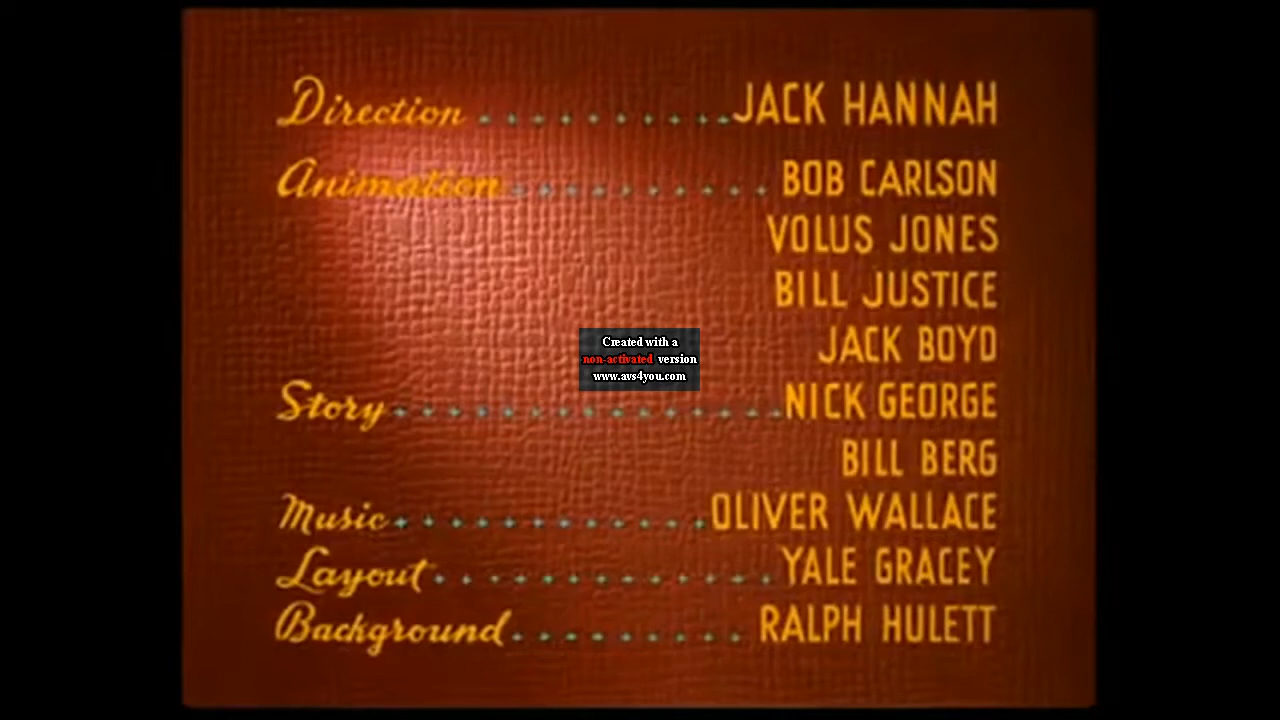 Direction..........JACK HANNAH
Animation..........BOB CARLSON
VOLUS JONES
BILL JUSTICE
JACK BOYD
Created with a
non-activated version
www.avs4you.com
Story...............NICK GEORGE
BILL BERG
Music............OLIVER WALLACE
Layout.............YALE GRACEY
Background.........RALPH HULETT